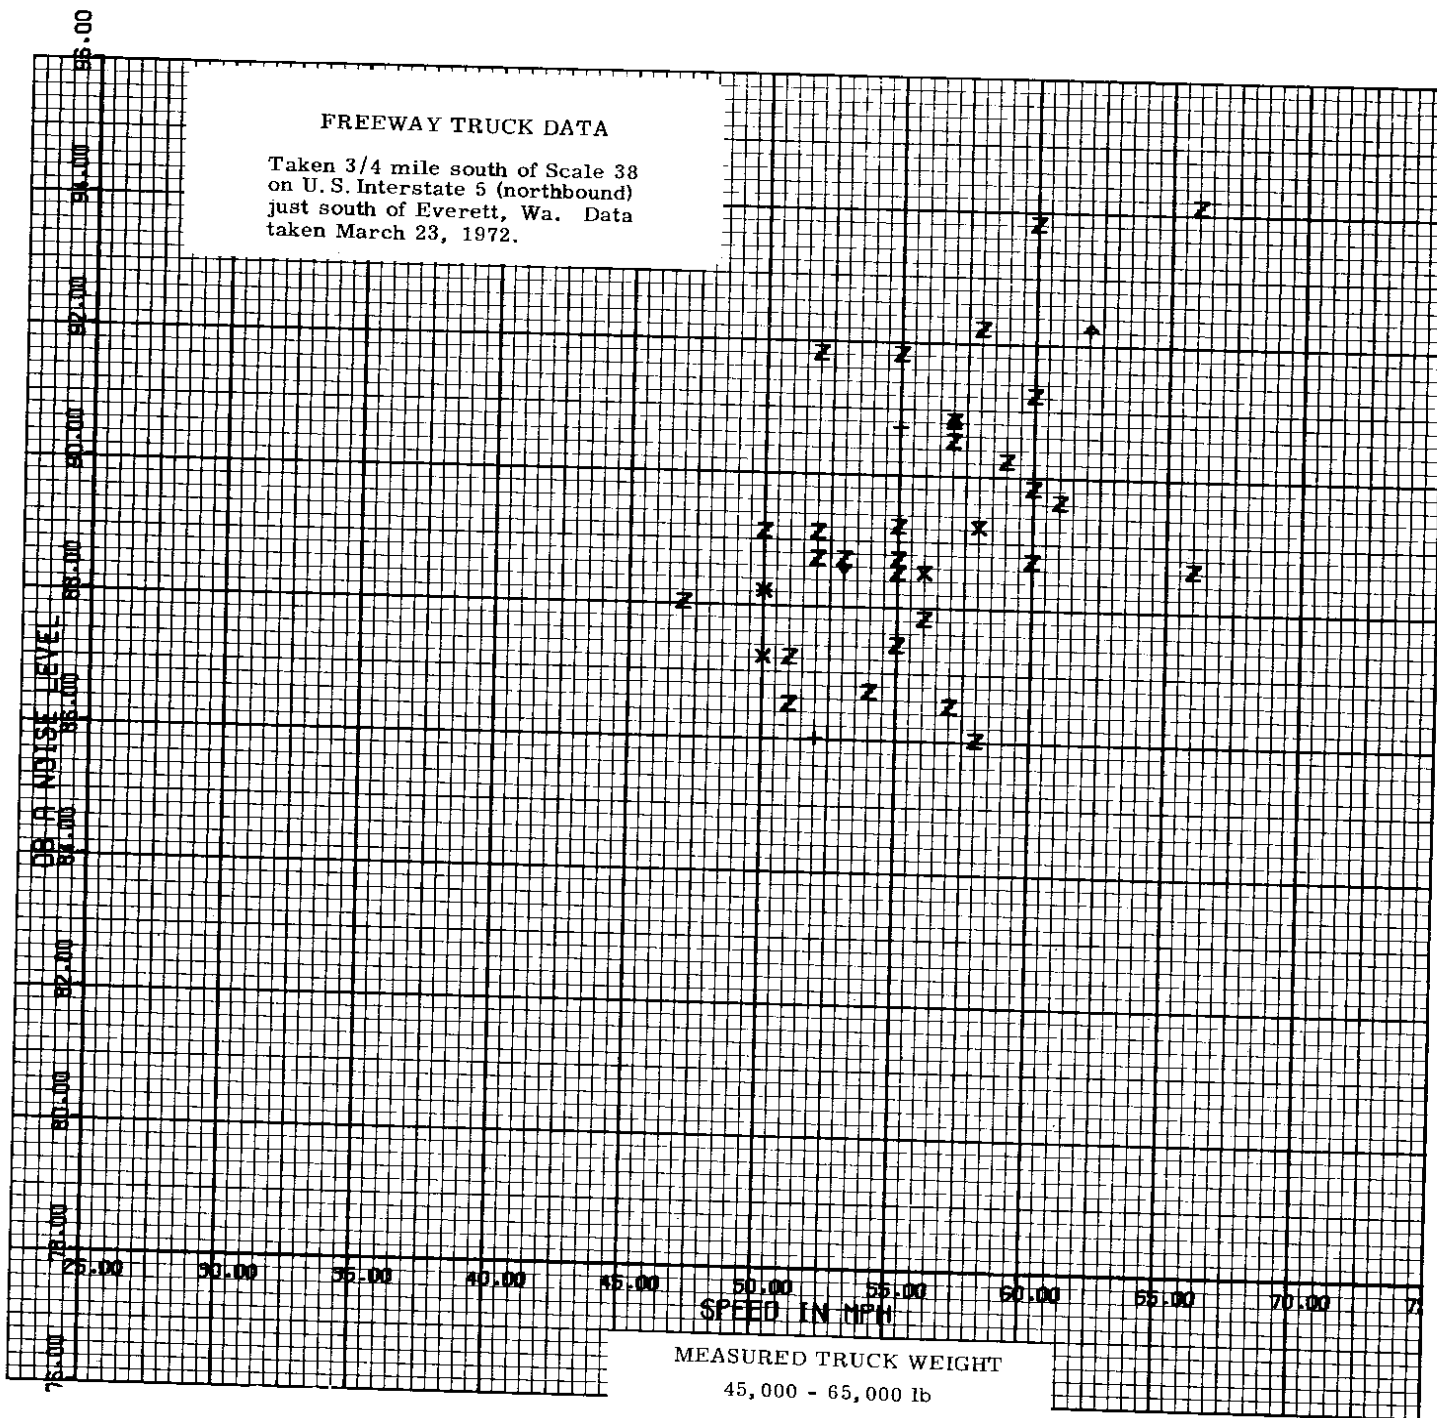 96.00
FREEWAY TRUCK DATA
Taken 3/4 mile south of Scale 38
on U.S. Interstate 5 (northbound)
just south of Everett, Wa. Data
taken March 23, 1972.
94.00
92.00
90.00
88.00
86.00
84.00
82.00
80.00
78.00
76.00
DB A NOISE LEVEL
25.00 30.00 35.00 40.00 45.00 50.00 55.00 60.00 65.00 70.00
SPEED IN MPH
MEASURED TRUCK WEIGHT
45,000 - 65,000 lb